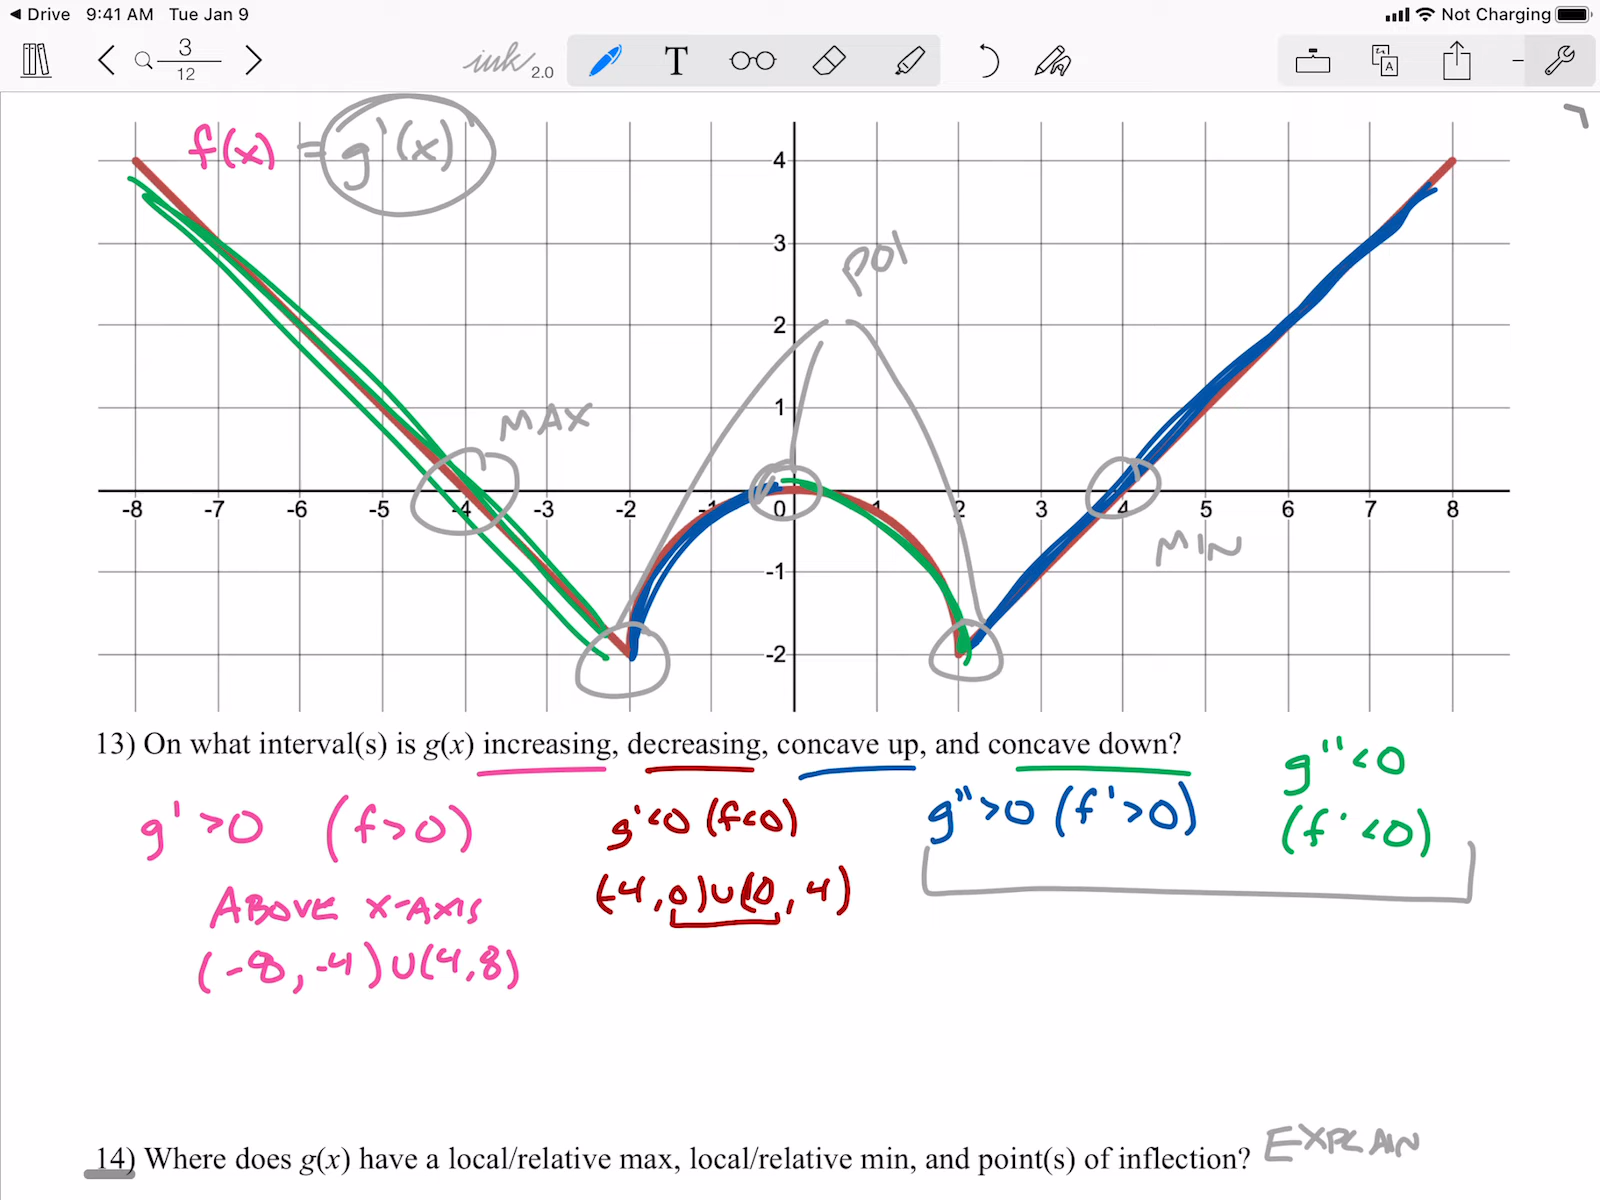 Drive 9:41 AM Tue Jan 9 Not Charging
3
12
ink 2.0 T A
f(x) = g'(x)
4
3
POI
2
MAX
1
-8 -7 -6 -5 -4 -3 -2 -1 0 1 2 3 4 5 6 7 8
MIN
-1
-2
13) On what interval(s) is g(x) increasing, decreasing, concave up, and concave down?
g' >0 (f>0)
ABOVE X-AXIS
(-8, -4) U (4,8)
g'<0 (f<0)
(-4,0)U(0,4)
g">0 (f'>0)
g"<0
(f'<0)
14) Where does g(x) have a local/relative max, local/relative min, and point(s) of inflection? EXPLAIN